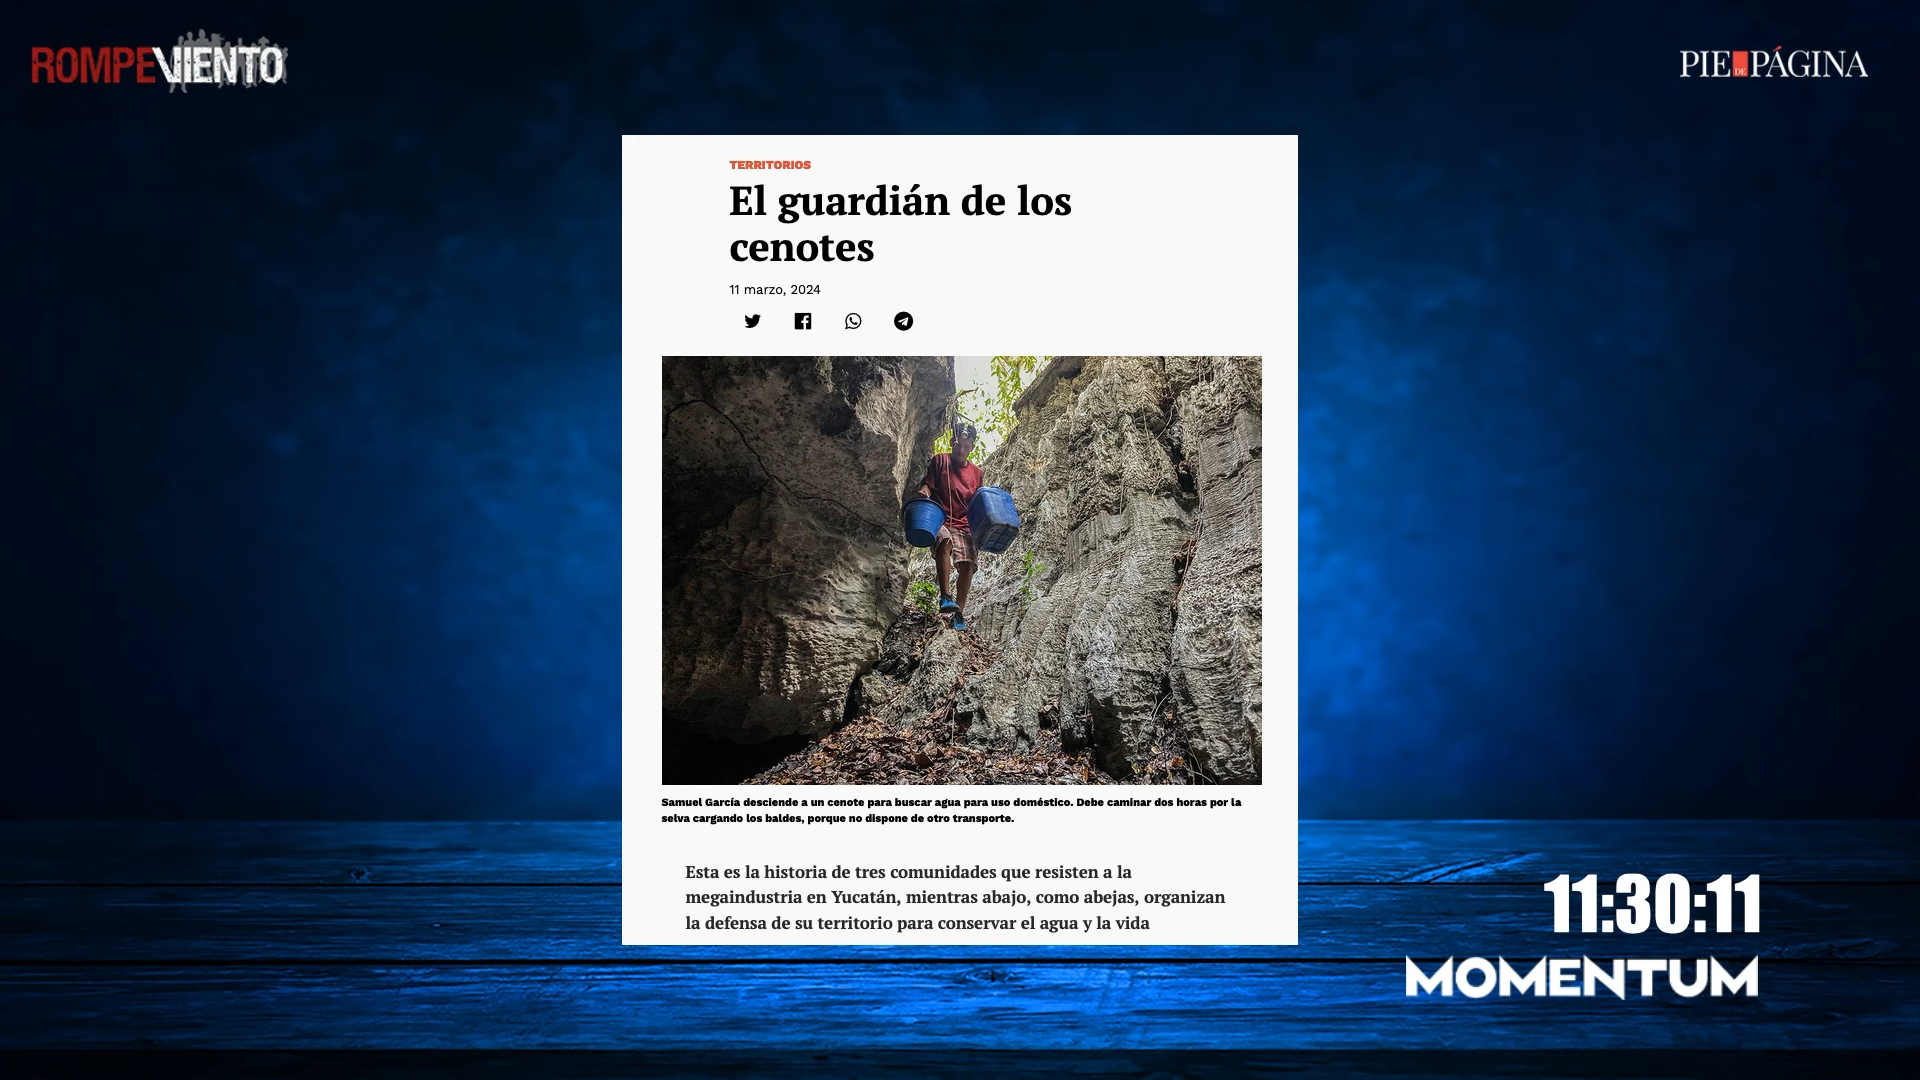 ROMPEVIENTO
PIE DE PÁGINA
TERRITORIOS
El guardián de los
cenotes
11 marzo, 2024
Samuel García desciende a un cenote para buscar agua para uso doméstico. Debe caminar dos horas por la
selva cargando los baldes, porque no dispone de otro transporte.
Esta es la historia de tres comunidades que resisten a la
megaindustria en Yucatán, mientras abajo, como abejas, organizan
la defensa de su territorio para conservar el agua y la vida
11:30:11
MOMENTUM